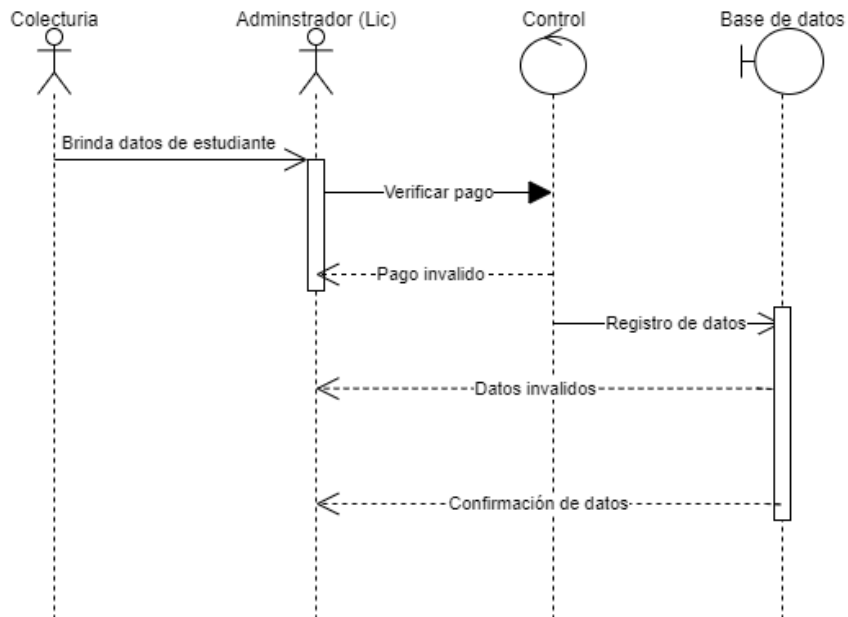 Colecturia
Adminstrador (Lic)
Control
Base de datos
Brinda datos de estudiante
Verificar pago
Pago invalido
Registro de datos
Datos invalidos
Confirmación de datos